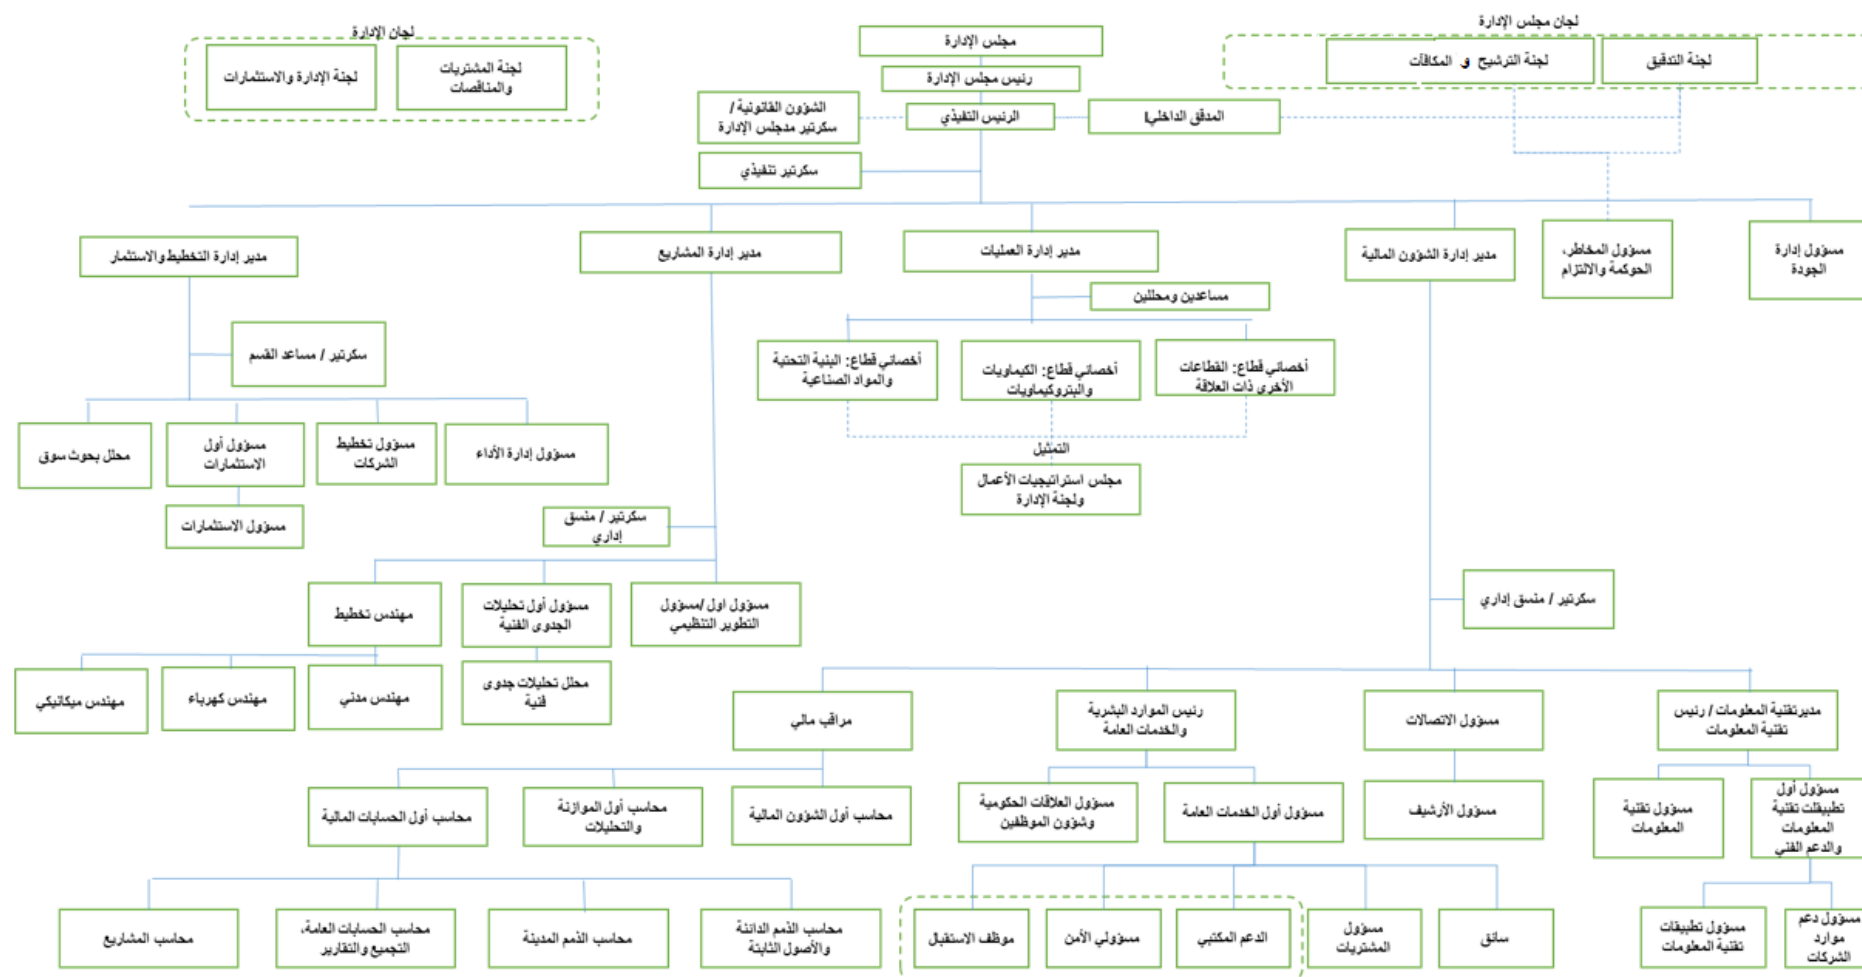 لجان مجلس الإدارة
لجان الإدارة
مجلس الإدارة
لجنة التدقيق
لجنة الترشيح و المكافآت
لجنة المشتريات
والمناقصات
لجنة الإدارة والاستثمارات
رئيس مجلس الإدارة
المدقق الداخلي
الرئيس التنفيذي
الشؤون القانونية /
سكرتير مدجلس الإدارة
سكرتير تنفيذي
مسؤول إدارة
الجودة
مسؤول المخاطر،
الحوكمة والالتزام
مدير إدارة الشؤون المالية
مدير إدارة العمليات
مدير إدارة المشاريع
مدير إدارة التخطيط والاستثمار
مساعدين ومحللين
أخصائي قطاع: القطاعات
الأخرى ذات العلاقة
أخصائي قطاع: الكيماويات
والبتروكيماويات
أخصائي قطاع: البنية التحتية
والمواد الصناعية
سكرتير / مساعد القسم
التمثيل
مجلس استراتيجيات الأعمال
ولجنة الإدارة
مسؤول إدارة الأداء
مسؤول تخطيط
الشركات
مسؤول أول
الاستثمارات
محلل بحوث سوق
مسؤول الاستثمارات
سكرتير / منسق
إداري
سكرتير / منسق إداري
مسؤول اول /مسؤول
التطوير التنظيمي
مسؤول أول تحليلات
الجدوى الفنية
مهندس تخطيط
محلل تحليلات جدوى
فنية
مهندس مدني
مهندس كهرباء
مهندس ميكانيكي
مديرتقنية المعلومات / رئيس
تقنية المعلومات
مسؤول الاتصالات
رئيس الموارد البشرية
والخدمات العامة
مراقب مالي
مسؤول أول
تطبيقات تقنية
المعلومات
والدعم الفني
مسؤول تقنية
المعلومات
مسؤول الأرشيف
مسؤول أول الخدمات العامة
مسؤول العلاقات الحكومية
وشؤون الموظفين
محاسب أول الشؤون المالية
محاسب أول الموازنة
والتحليلات
محاسب أول الحسابات المالية
مسؤول دعم
موارد
الشركات
مسؤول تطبيقات
تقنية المعلومات
سائق
مسؤول
المشتريات
الدعم المكتبي
مسؤولي الأمن
موظف الاستقبال
محاسب الذمم الدائنة
والأصول الثابتة
محاسب الذمم المدينة
محاسب الحسابات العامة،
التجميع والتقارير
محاسب المشاريع